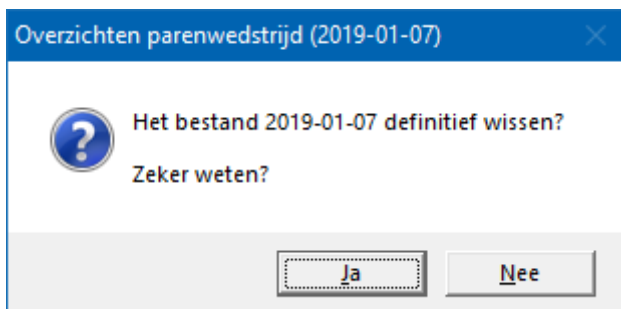 Overzichten parenwedstrijd (2019-01-07)
Het bestand 2019-01-07 definitief wissen?
Zeker weten?
Ja
Nee